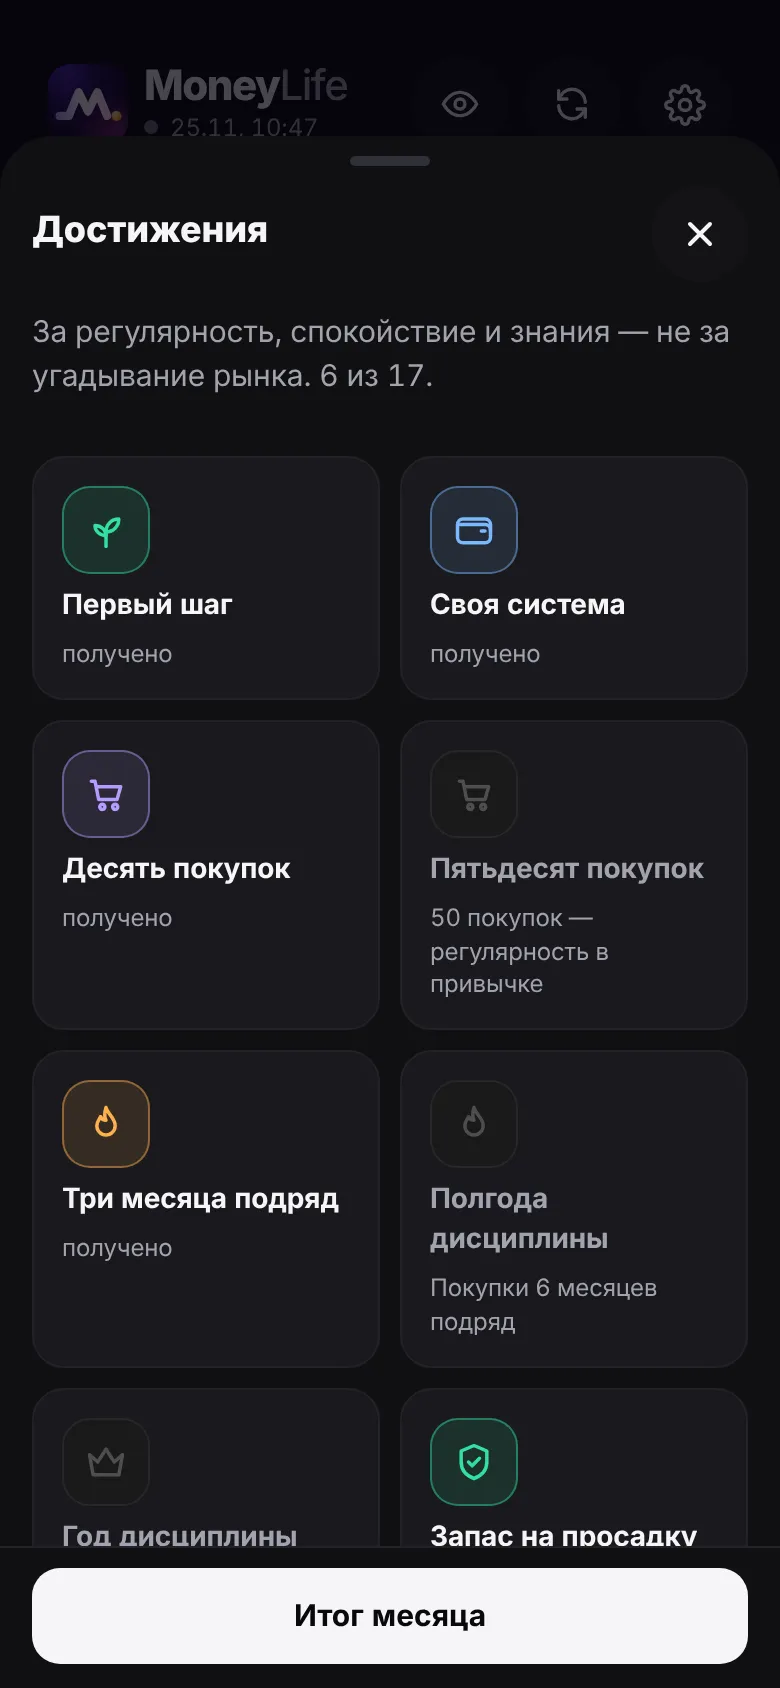 MoneyLife
25.11. 10:47
Достижения
За регулярность, спокойствие и знания — не за
угадывание рынка. 6 из 17.
Первый шаг
получено
Своя система
получено
Десять покупок
получено
Пятьдесят покупок
50 покупок —
регулярность в
привычке
Три месяца подряд
получено
Полгода
дисциплины
Покупки 6 месяцев
подряд
Год дисциплины
Запас на просадку
Итог месяца